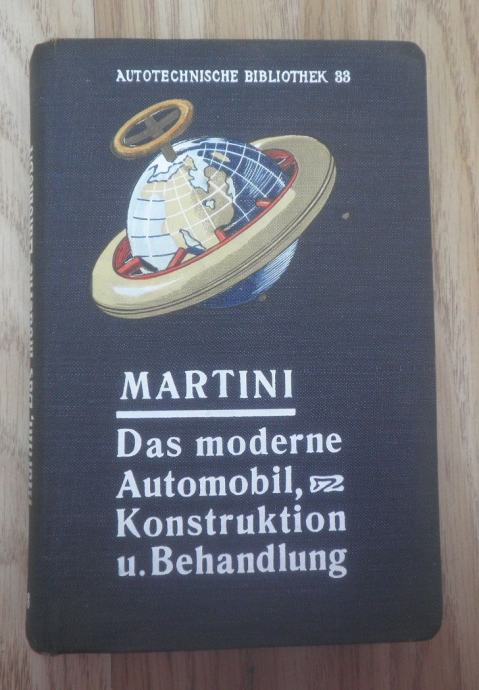 AUTOTECHNISCHE BIBLIOTHEK 33
MARTINI
Das moderne
Automobil,
Konstruktion
u. Behandlung